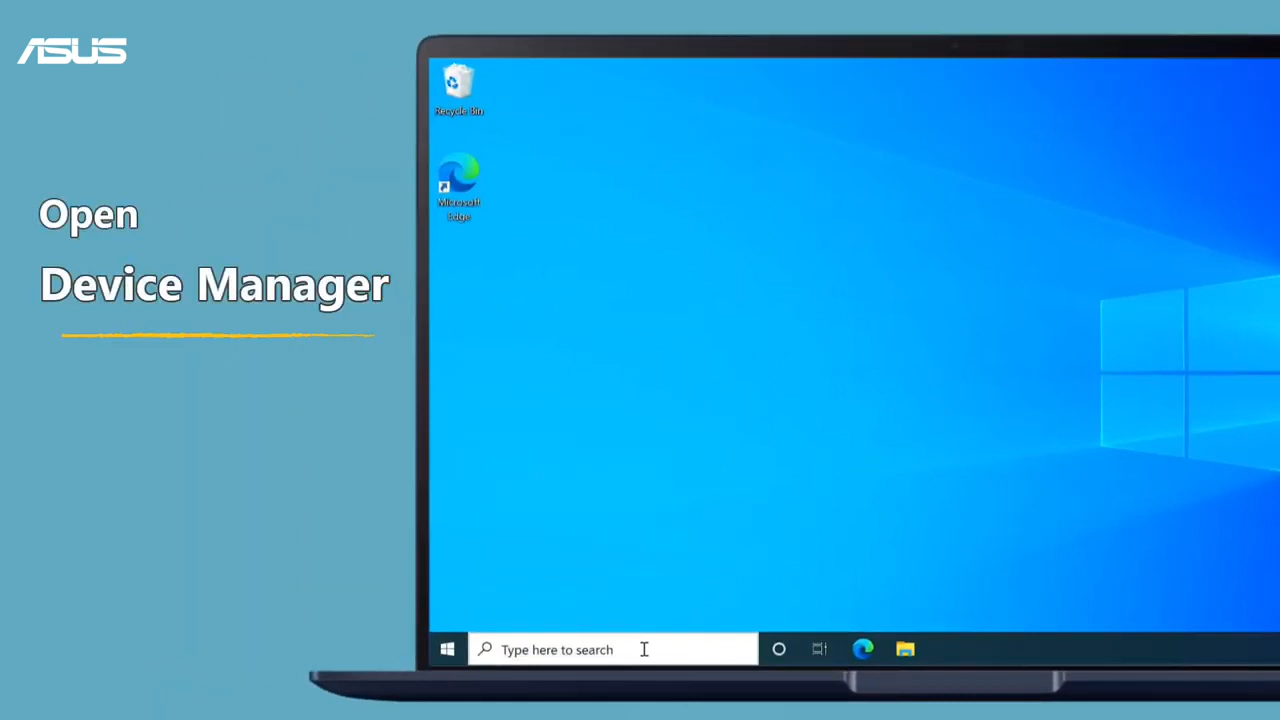 ASUS
Open
Device Manager
Recycle Bin
Microsoft
Edge
Type here to search